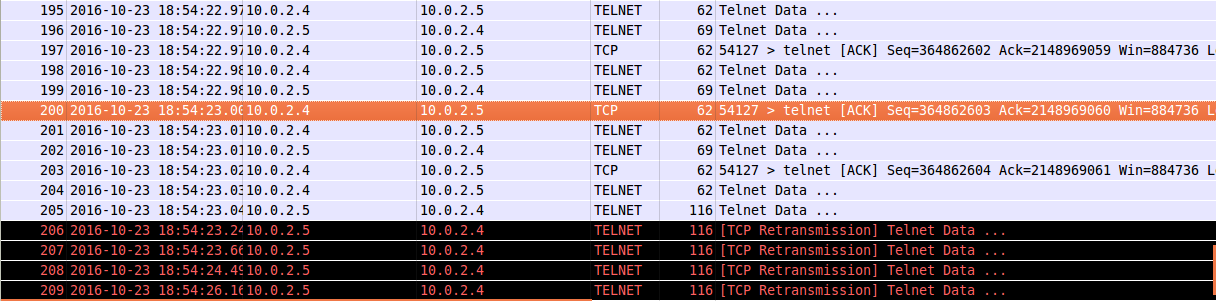 195 2016-10-23 18:54:22.97 10.0.2.4 10.0.2.5 TELNET 62 Telnet Data ...
196 2016-10-23 18:54:22.97 10.0.2.5 10.0.2.4 TELNET 69 Telnet Data ...
197 2016-10-23 18:54:22.97 10.0.2.4 10.0.2.5 TCP 62 54127 > telnet [ACK] Seq=364862602 Ack=2148969059 Win=884736 L
198 2016-10-23 18:54:22.98 10.0.2.4 10.0.2.5 TELNET 62 Telnet Data ...
199 2016-10-23 18:54:22.98 10.0.2.5 10.0.2.4 TELNET 69 Telnet Data ...
200 2016-10-23 18:54:23.00 10.0.2.4 10.0.2.5 TCP 62 54127 > telnet [ACK] Seq=364862603 Ack=2148969060 Win=884736 L
201 2016-10-23 18:54:23.01 10.0.2.4 10.0.2.5 TELNET 62 Telnet Data ...
202 2016-10-23 18:54:23.01 10.0.2.5 10.0.2.4 TELNET 69 Telnet Data ...
203 2016-10-23 18:54:23.02 10.0.2.4 10.0.2.5 TCP 62 54127 > telnet [ACK] Seq=364862604 Ack=2148969061 Win=884736 L
204 2016-10-23 18:54:23.03 10.0.2.4 10.0.2.5 TELNET 62 Telnet Data ...
205 2016-10-23 18:54:23.04 10.0.2.5 10.0.2.4 TELNET 116 Telnet Data ...
206 2016-10-23 18:54:23.24 10.0.2.5 10.0.2.4 TELNET 116 [TCP Retransmission] Telnet Data ...
207 2016-10-23 18:54:23.66 10.0.2.5 10.0.2.4 TELNET 116 [TCP Retransmission] Telnet Data ...
208 2016-10-23 18:54:24.49 10.0.2.5 10.0.2.4 TELNET 116 [TCP Retransmission] Telnet Data ...
209 2016-10-23 18:54:26.16 10.0.2.5 10.0.2.4 TELNET 116 [TCP Retransmission] Telnet Data ...